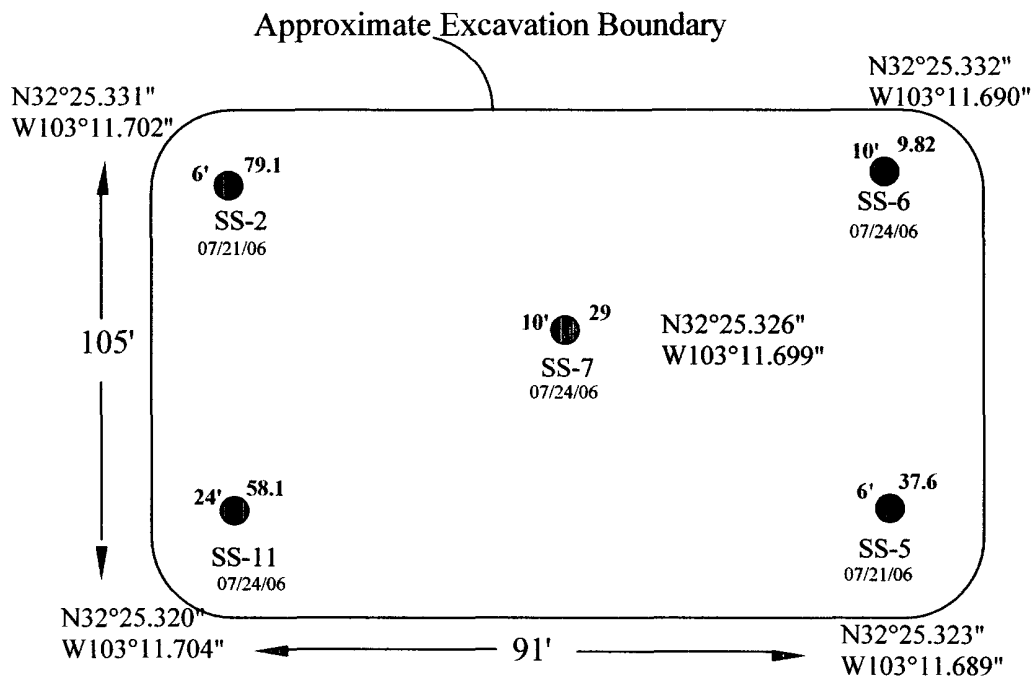 Approximate Excavation Boundary
N32°25.331"
W103°11.702"
N32°25.332"
W103°11.690"
6' 79.1
SS-2
07/21/06
10' 9.82
SS-6
07/24/06
105'
10' 29
SS-7
07/24/06
N32°25.326"
W103°11.699"
24' 58.1
SS-11
07/24/06
6' 37.6
SS-5
07/21/06
N32°25.320"
W103°11.704"
91'
N32°25.323"
W103°11.689"